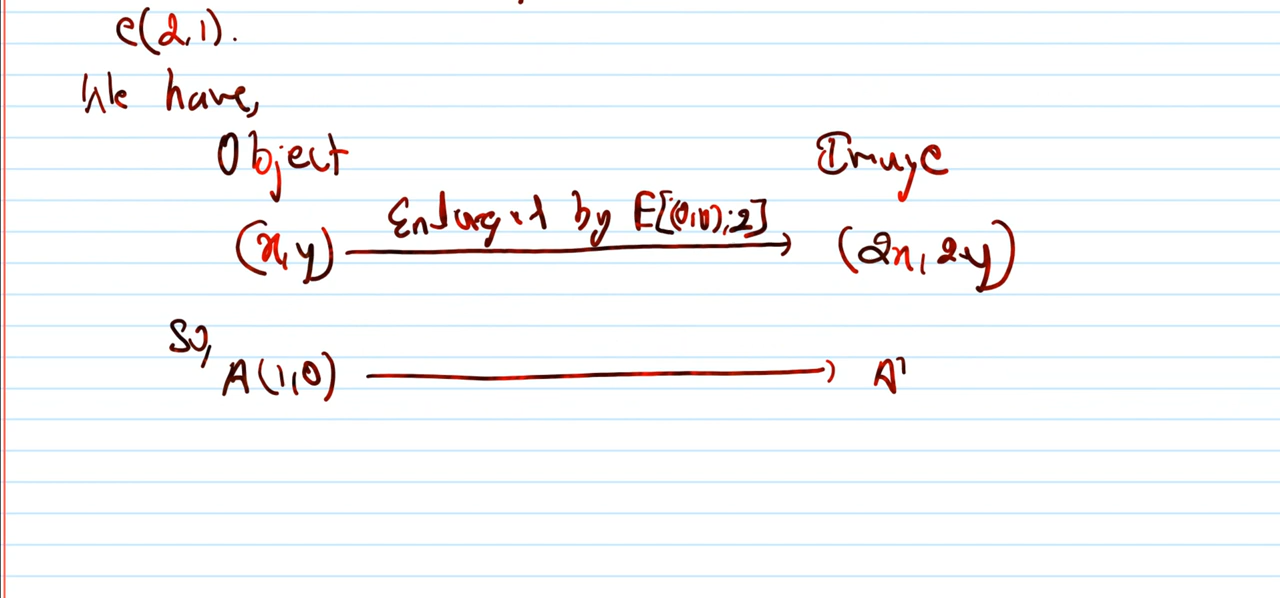 C(2,1).
We have,
Object Image
(x,y) Enlarged by E[(0,0);2] (2x, 2y)
So,
A(1,0) A'